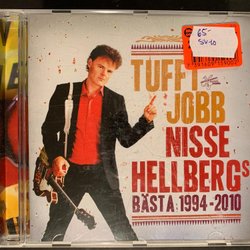 65:-
TUFFT
JOBB
NISSE
HELLBERGS
BÄSTA 1994-2010